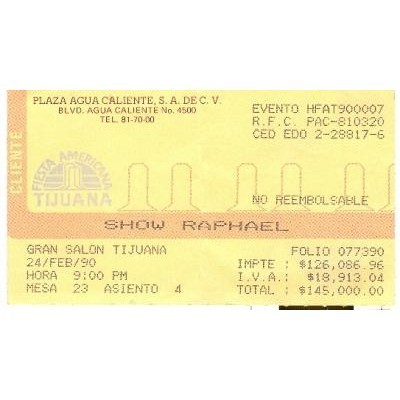 PLAZA AGUA CALIENTE, S. A. DE C. V.
BLVD. AGUA CALIENTE No. 4500
TEL. 81-70-00
EVENTO HFAT900007
R.F.C. PAC-810320
CED EDO 2-28817-6
CLIENTE
FIESTA AMERICANA
TIJUANA
NO REEMBOLSABLE
SHOW RAPHAEL
GRAN SALON TIJUANA
24/FEB/90
HORA 9:00 PM
MESA 23 ASIENTO 4
FOLIO 077390
IMPTE : $126,086.96
I.V.A.: $18,913.04
TOTAL : $145,000.00